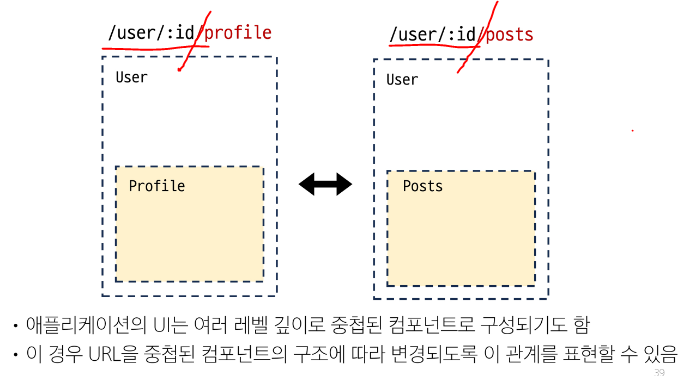 /user/:id/profile
/user/:id/posts
User
User
Profile
Posts
• 애플리케이션의 UI는 여러 레벨 깊이로 중첩된 컴포넌트로 구성되기도 함
• 이 경우 URL을 중첩된 컴포넌트의 구조에 따라 변경되도록 이 관계를 표현할 수 있음
39